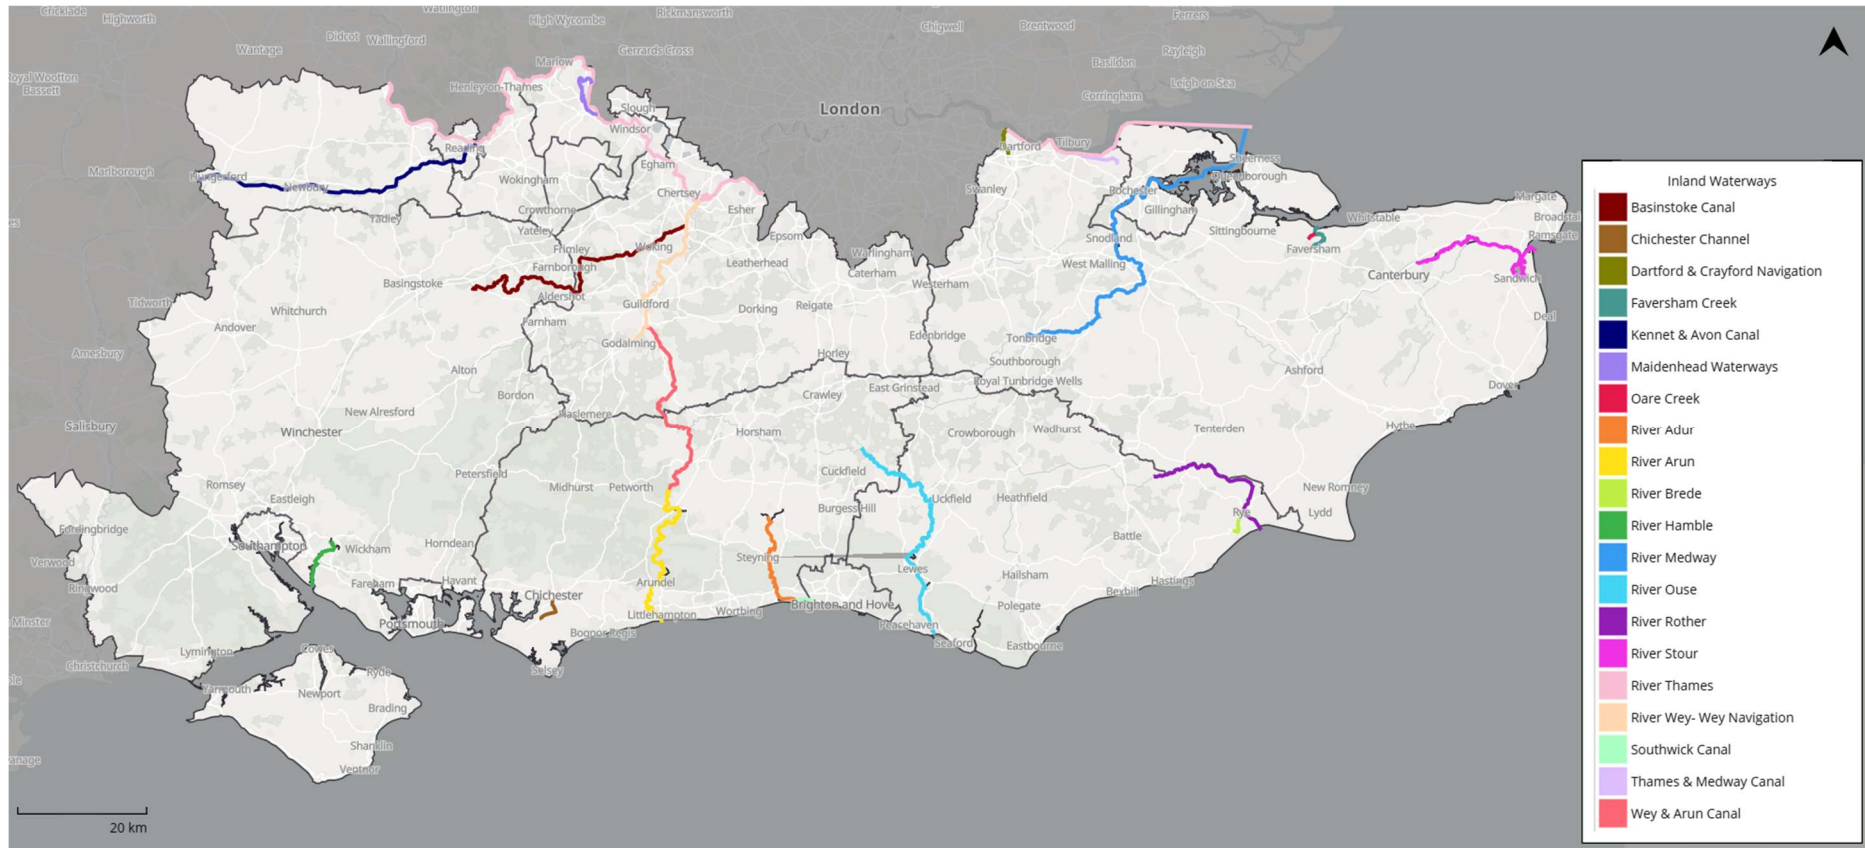 Cricklade
Highworth
Watlington
High Wycombe
Rickmansworth
Chigwell
Brentwood
Ferrers
Didcot
Wallingford
Wantage
Gerrards Cross
Rayleigh
Marlow
Basildon
Royal Wootton
Bassett
Henley-on-Thames
Leigh-on-Sea
Corringham
Slough
London
Windsor
Reading
Dartford
Tilbury
Sheerness
Egham
Marlborough
Hungerford
Newbury
Wokingham
Chertsey
Swanley
Rochester
Queenborough
Margate
Crowthorne
Esher
Gillingham
Whitstable
Broadstai
Tadley
Yateley
Sittingbourne
Ramsgate
Epsom
Snodland
Faversham
Frimley
Woking
Warlingham
Farnborough
Leatherhead
West Malling
Caterham
Canterbury
Sandwich
Basingstoke
Westerham
Aldershot
Tidworth
Guildford
Dorking
Reigate
Whitchurch
Deal
Farnham
Andover
Edenbridge
Tonbridge
Godalming
Amesbury
Horley
Southborough
Alton
Ashford
Royal Tunbridge Wells
Dover
East Grinstead
Bordon
Crawley
New Alresford
Haslemere
Salisbury
Hythe
Winchester
Horsham
Crowborough
Wadhurst
Tenterden
Petersfield
Cuckfield
Romsey
Midhurst
Petworth
New Romney
Eastleigh
Uckfield
Heathfield
Burgess Hill
Rye
Lydd
Fordingbridge
Battle
Southampton
Wickham
Horndean
Steyning
Verwood
Lewes
Hailsham
Ringwood
Fareham
Havant
Arundel
Hastings
Chichester
Bexhill
Brighton and Hove
Polegate
Littlehampton
Worthing
Minster
Portsmouth
Peacehaven
Bognor Regis
Seaford
Eastbourne
Lymington
Cowes
Christchurch
Selsey
Ryde
Yarmouth
Newport
Brading
Shanklin
anage
Ventnor
20 km
Inland Waterways
Basinstoke Canal
Chichester Channel
Dartford & Crayford Navigation
Faversham Creek
Kennet & Avon Canal
Maidenhead Waterways
Oare Creek
River Adur
River Arun
River Brede
River Hamble
River Medway
River Ouse
River Rother
River Stour
River Thames
River Wey- Wey Navigation
Southwick Canal
Thames & Medway Canal
Wey & Arun Canal